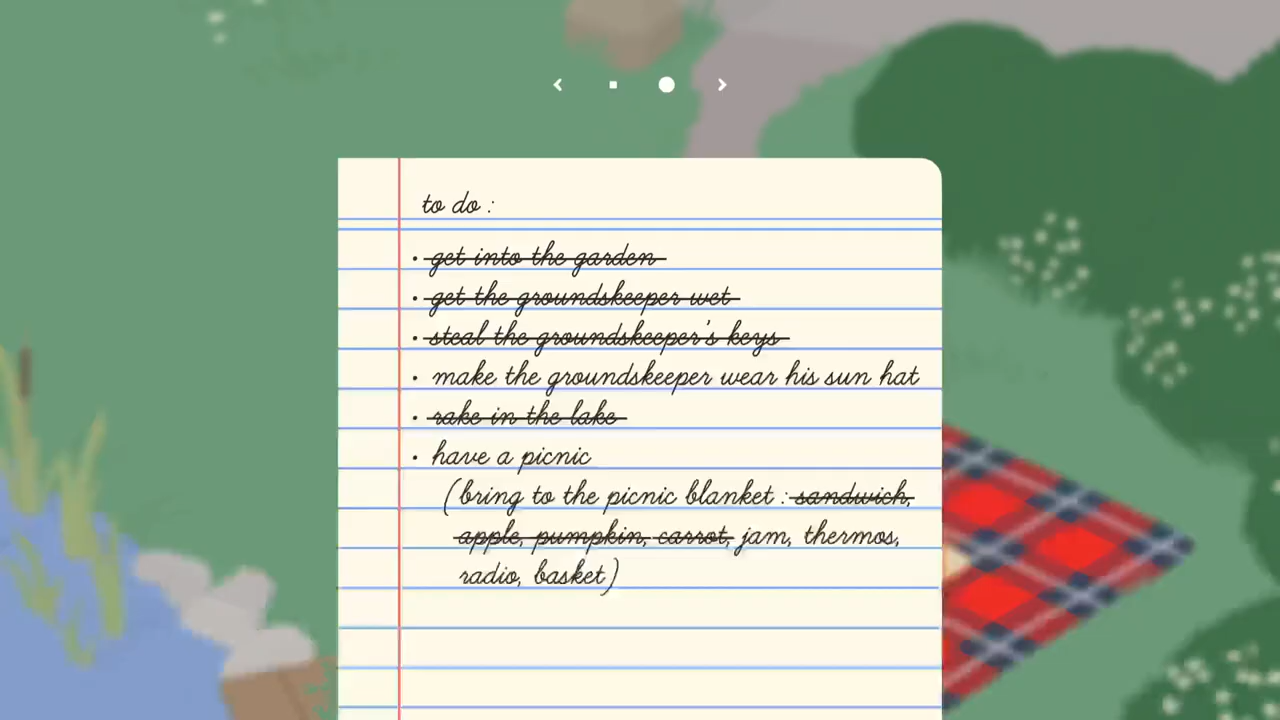 to do :
• get into the garden
• get the groundskeeper wet
• steal the groundskeeper's keys
• make the groundskeeper wear his sun hat
• rake in the lake
• have a picnic
(bring to the picnic blanket : sandwich,
apple, pumpkin, carrot, jam, thermos,
radio, basket)